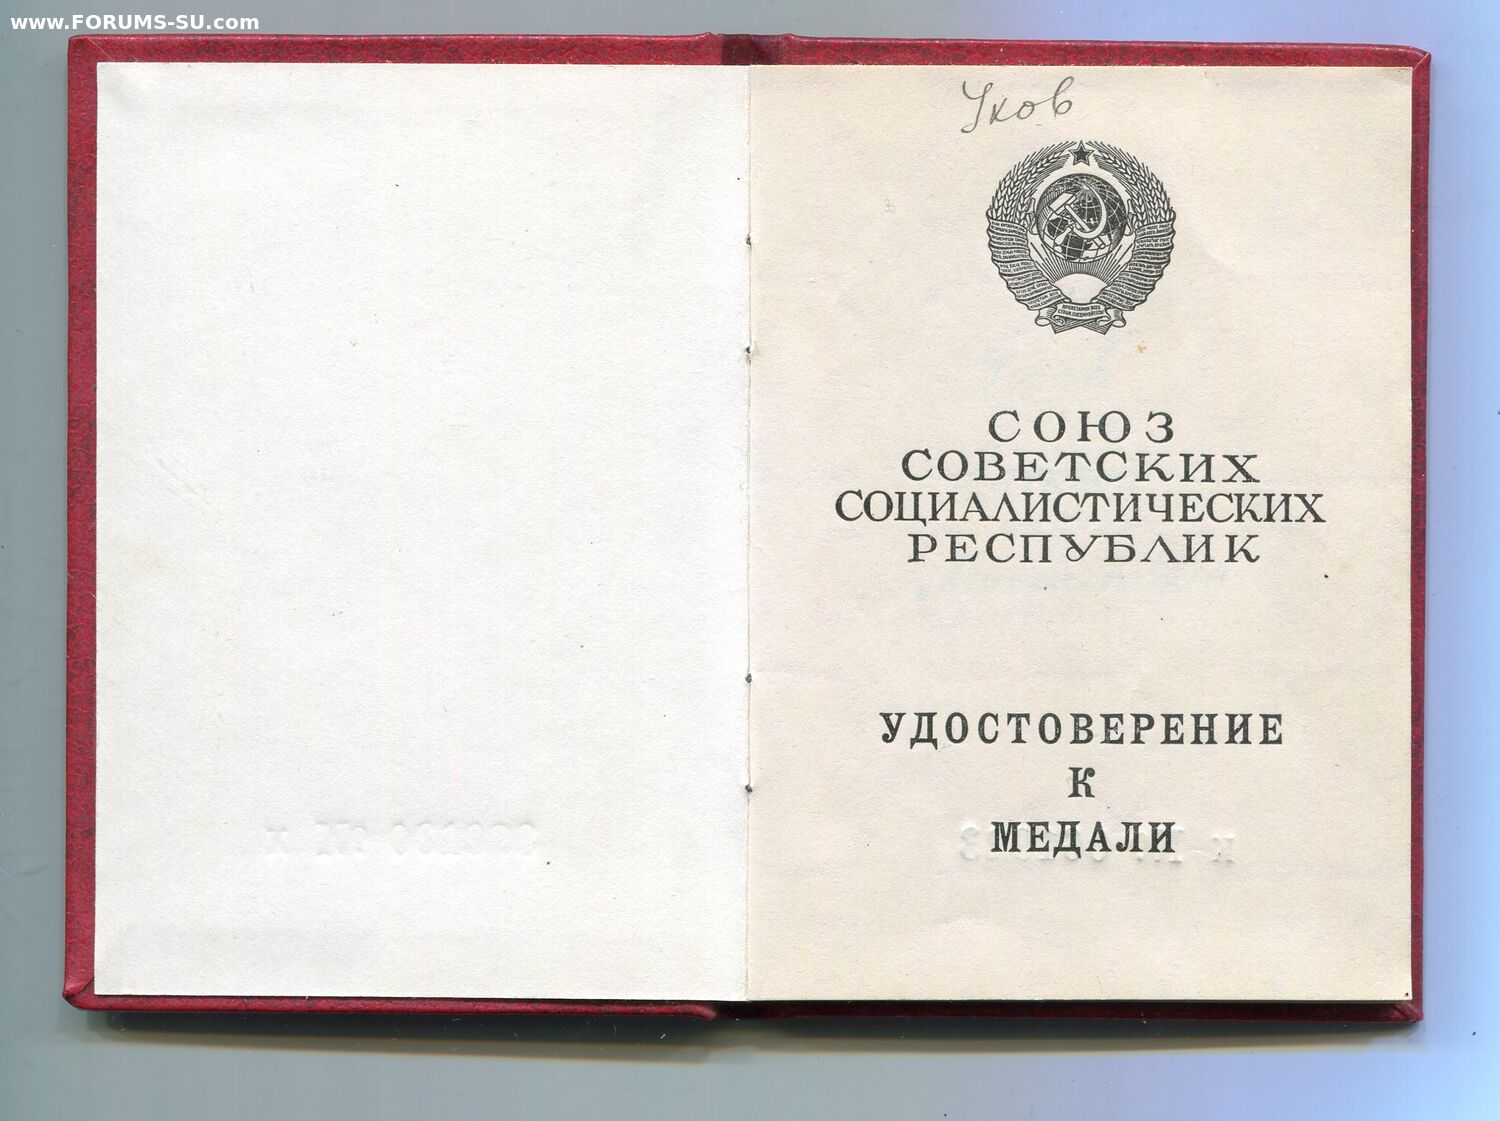 www.FORUMS-SU.com
Уков
СОЮЗ
СОВЕТСКИХ
СОЦИАЛИСТИЧЕСКИХ
РЕСПУБЛИК
УДОСТОВЕРЕНИЕ
К
МЕДАЛИ